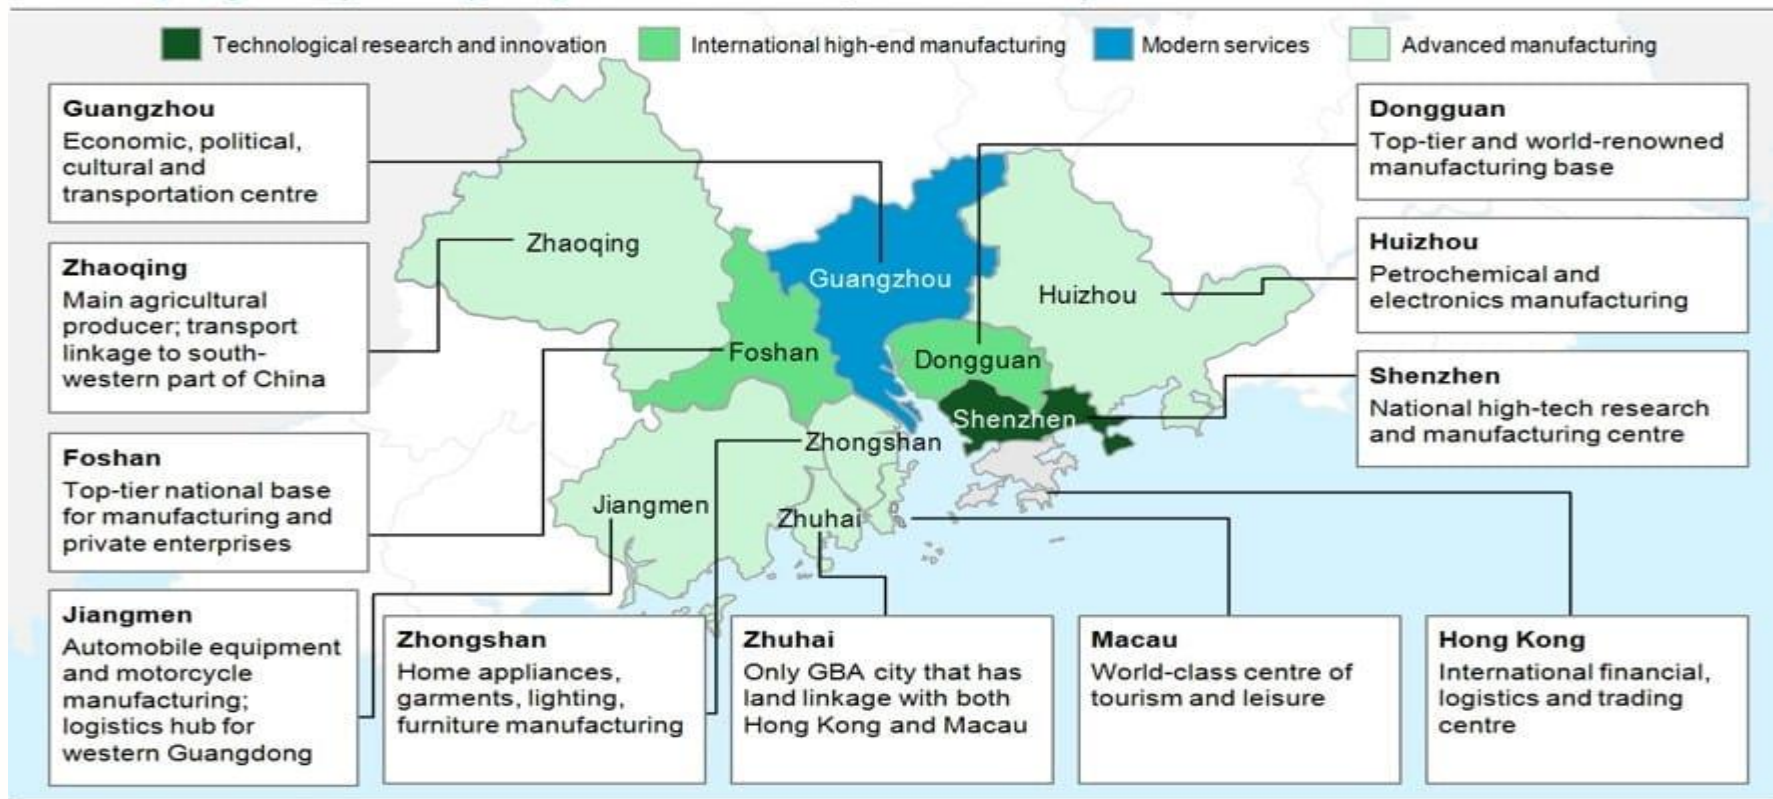 Technological research and innovation
International high-end manufacturing
Modern services
Advanced manufacturing
Guangzhou
Economic, political,
cultural and
transportation centre
Zhaoqing
Main agricultural
producer; transport
linkage to south-
western part of China
Foshan
Top-tier national base
for manufacturing and
private enterprises
Jiangmen
Automobile equipment
and motorcycle
manufacturing;
logistics hub for
western Guangdong
Zhongshan
Home appliances,
garments, lighting,
furniture manufacturing
Zhuhai
Only GBA city that has
land linkage with both
Hong Kong and Macau
Macau
World-class centre of
tourism and leisure
Hong Kong
International financial,
logistics and trading
centre
Dongguan
Top-tier and world-renowned
manufacturing base
Huizhou
Petrochemical and
electronics manufacturing
Shenzhen
National high-tech research
and manufacturing centre
Zhaoqing
Guangzhou
Huizhou
Foshan
Dongguan
Shenzhen
Zhongshan
Jiangmen
Zhuhai